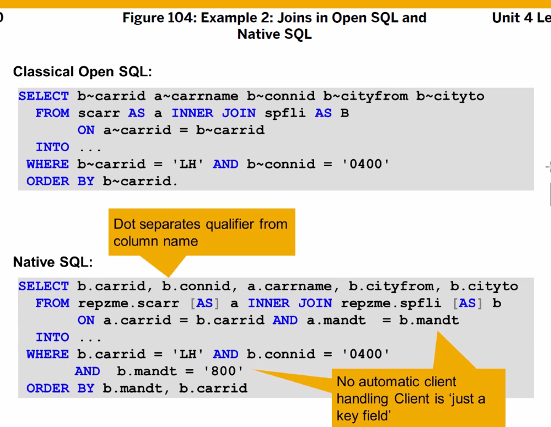 0
Figure 104: Example 2: Joins in Open SQL and
Native SQL
Unit 4 Le
Classical Open SQL:
SELECT b~carrid a~carrname b~connid b~cityfrom b~cityto
FROM scarr AS a INNER JOIN spfli AS B
ON a~carrid = b~carrid
INTO ...
WHERE b~carrid = 'LH' AND b~connid = '0400'
ORDER BY b~carrid.
Dot separates qualifier from
column name
Native SQL:
SELECT b.carrid, b.connid, a.carrname, b.cityfrom, b.cityto
FROM repzme.scarr [AS] a INNER JOIN repzme.spfli [AS] b
ON a.carrid = b.carrid AND a.mandt = b.mandt
INTO ...
WHERE b.carrid = 'LH' AND b.connid = '0400'
AND b.mandt = '800'
ORDER BY b.mandt, b.carrid
No automatic client
handling Client is ‘just a
key field’